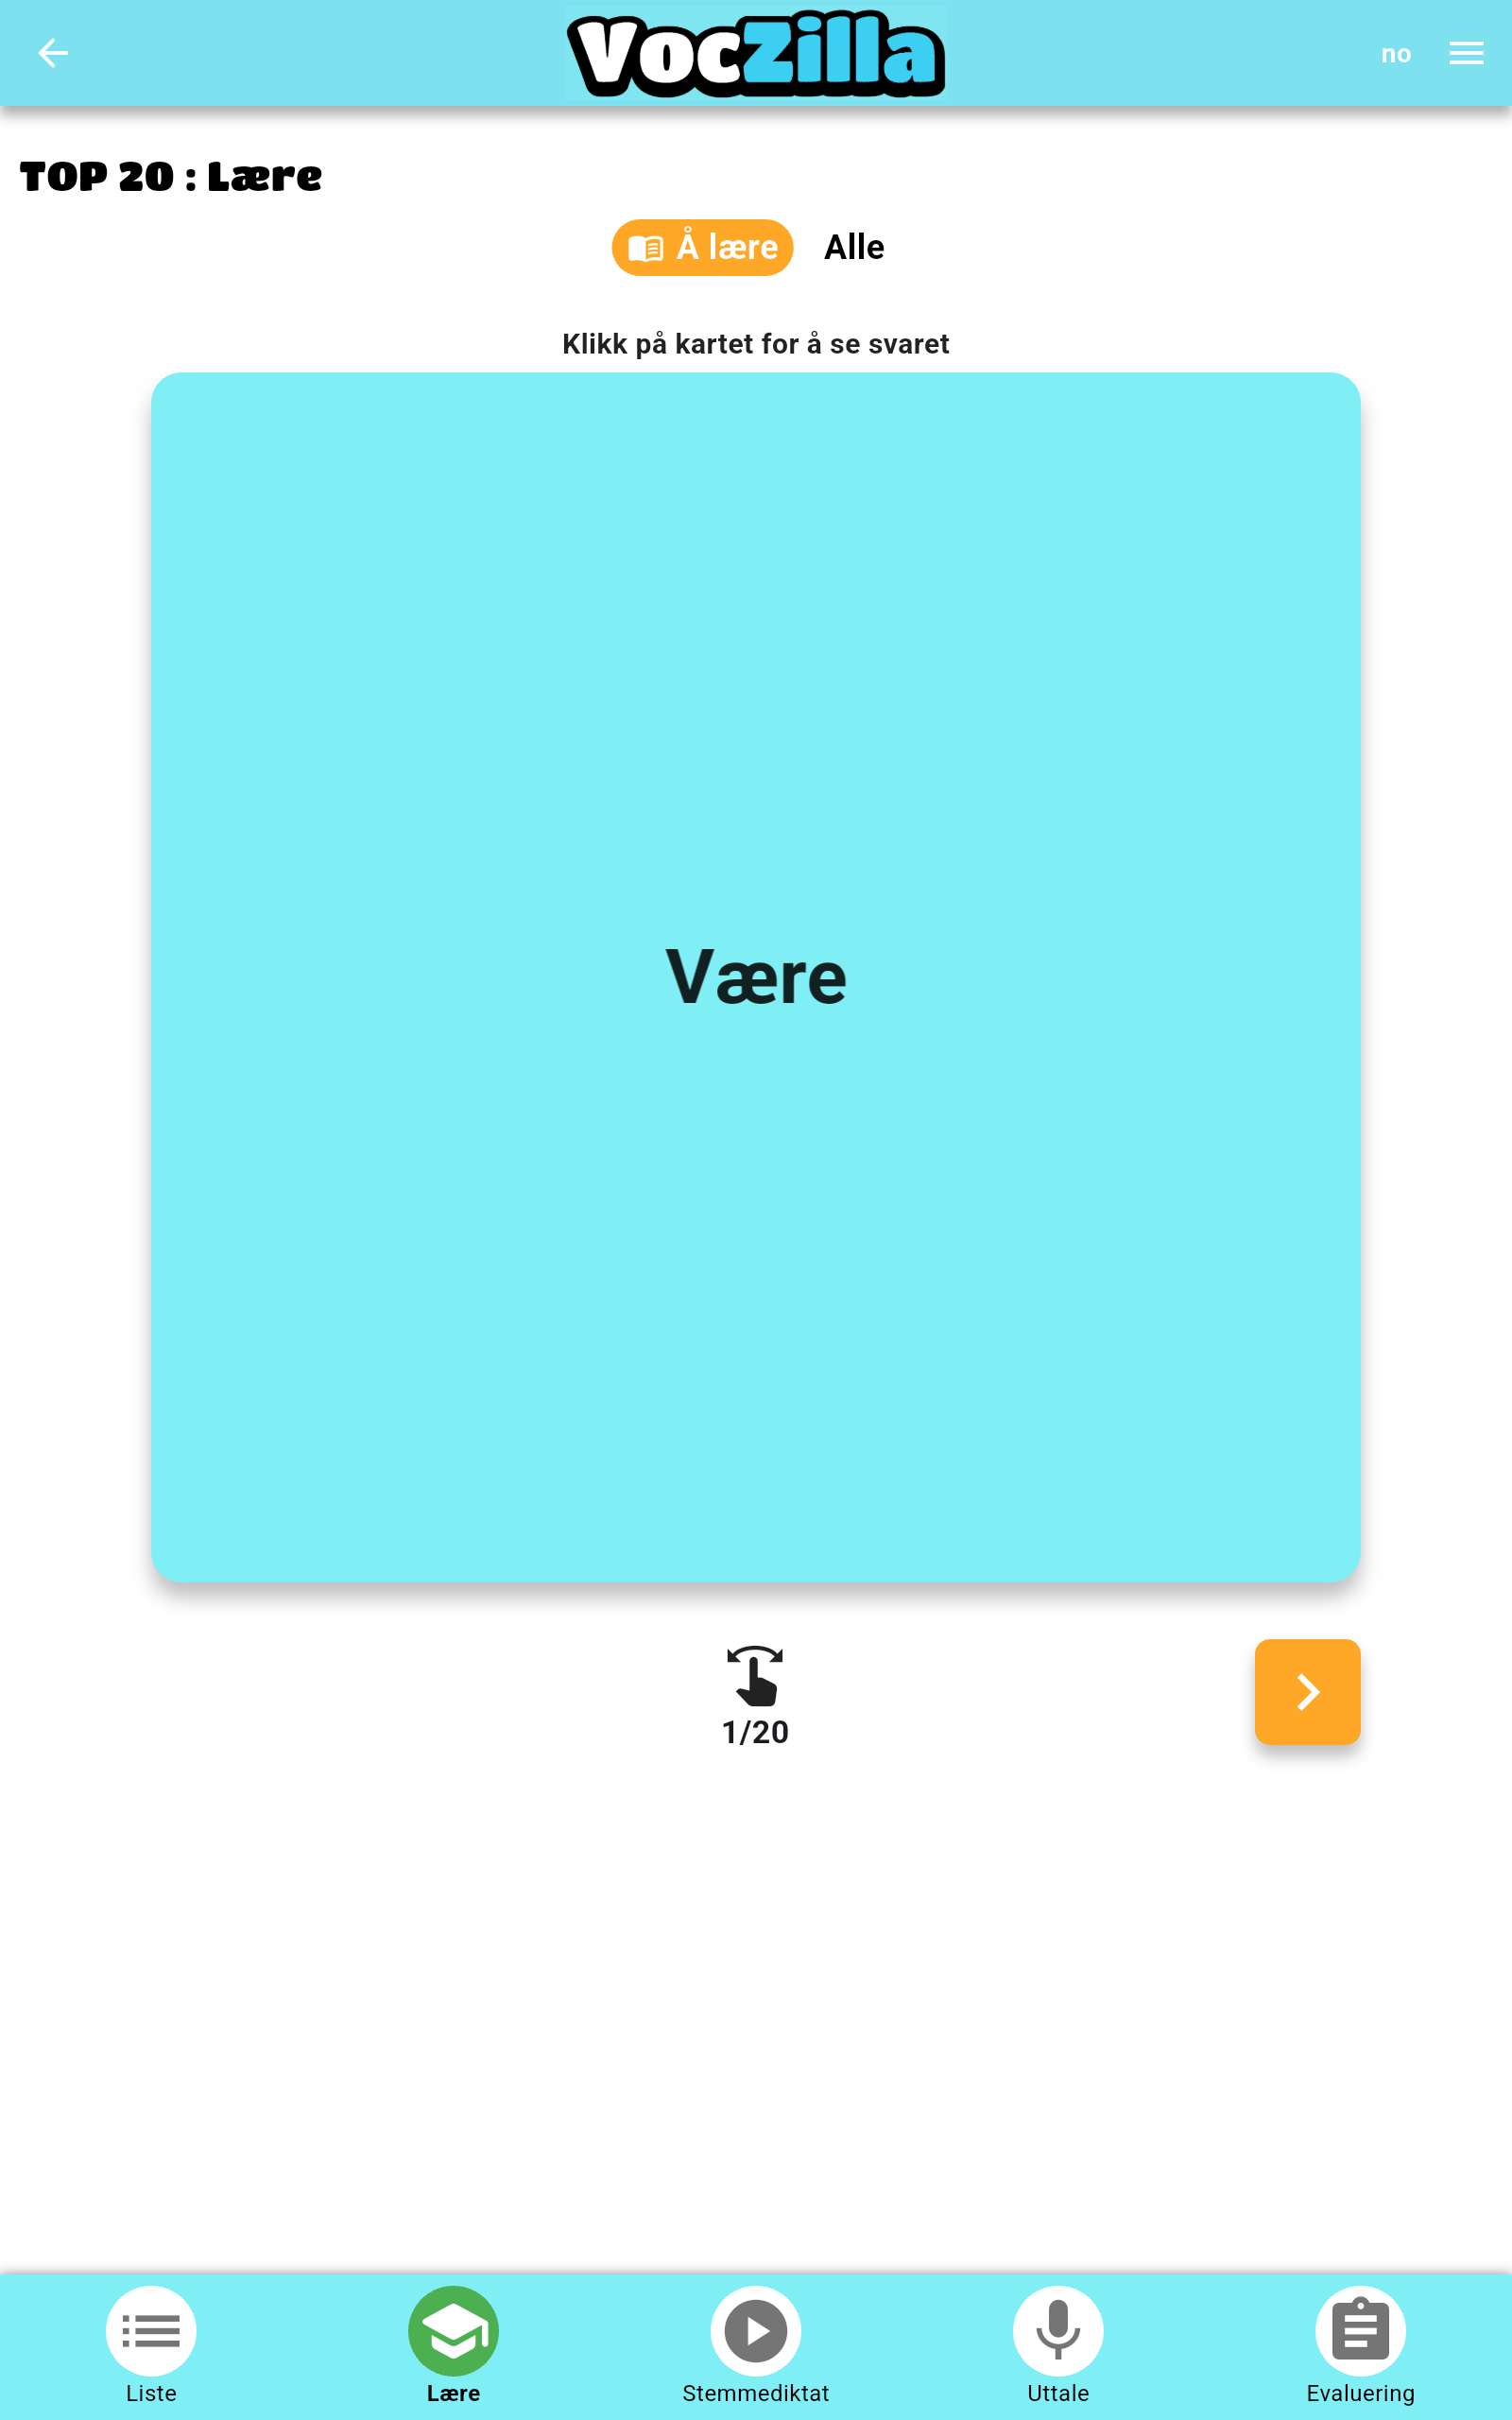 VocZilla
no
TOP 20 : Lære
Å lære
Alle
Klikk på kartet for å se svaret
Være
1/20
Liste
Lære
Stemmediktat
Uttale
Evaluering